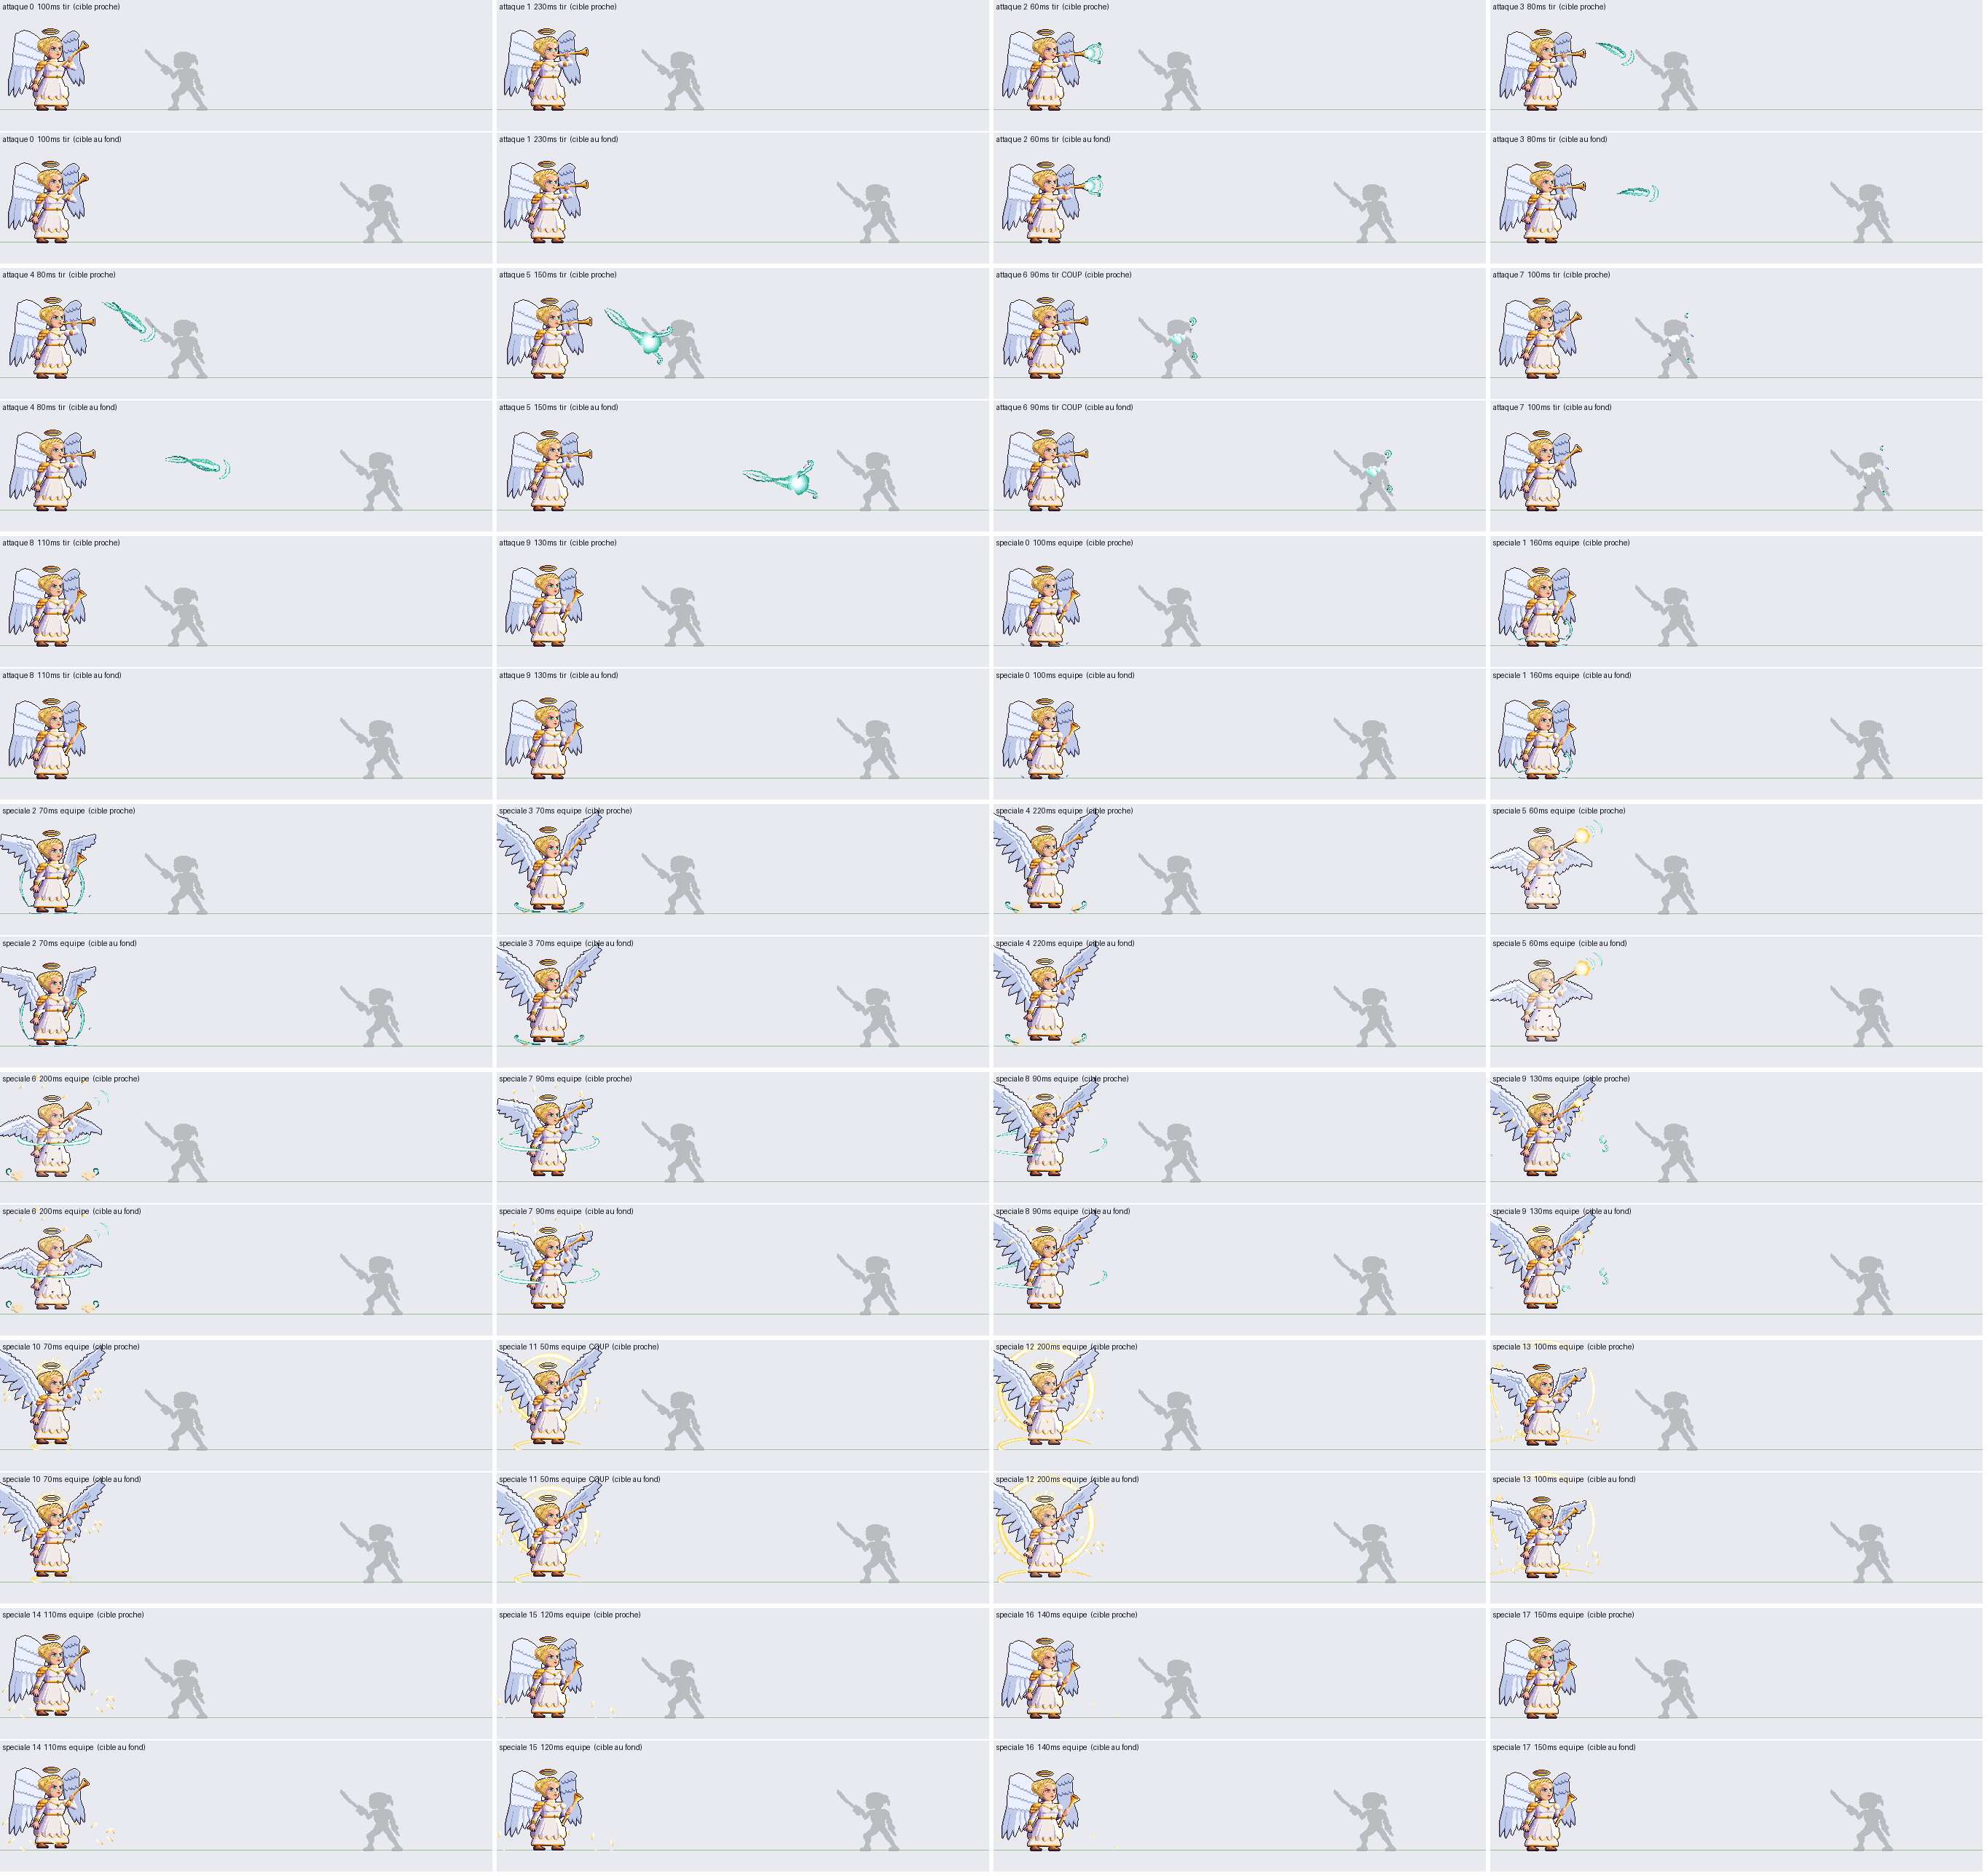 attaque 0 100ms tir (cible proche)
attaque 1 230ms tir (cible proche)
attaque 2 60ms tir (cible proche)
attaque 3 80ms tir (cible proche)
attaque 0 100ms tir (cible au fond)
attaque 1 230ms tir (cible au fond)
attaque 2 60ms tir (cible au fond)
attaque 3 80ms tir (cible au fond)
attaque 4 80ms tir (cible proche)
attaque 5 150ms tir (cible proche)
attaque 6 90ms tir COUP (cible proche)
attaque 7 100ms tir (cible proche)
attaque 4 80ms tir (cible au fond)
attaque 5 150ms tir (cible au fond)
attaque 6 90ms tir COUP (cible au fond)
attaque 7 100ms tir (cible au fond)
attaque 8 110ms tir (cible proche)
attaque 9 130ms tir (cible proche)
speciale 0 100ms equipe (cible proche)
speciale 1 160ms equipe (cible proche)
attaque 8 110ms tir (cible au fond)
attaque 9 130ms tir (cible au fond)
speciale 0 100ms equipe (cible au fond)
speciale 1 160ms equipe (cible au fond)
speciale 2 70ms equipe (cible proche)
speciale 3 70ms equipe (cible proche)
speciale 4 220ms equipe (cible proche)
speciale 5 60ms equipe (cible proche)
speciale 2 70ms equipe (cible au fond)
speciale 3 70ms equipe (cible au fond)
speciale 4 220ms equipe (cible au fond)
speciale 5 60ms equipe (cible au fond)
speciale 6 200ms equipe (cible proche)
speciale 7 90ms equipe (cible proche)
speciale 8 90ms equipe (cible proche)
speciale 9 130ms equipe (cible proche)
speciale 6 200ms equipe (cible au fond)
speciale 7 90ms equipe (cible au fond)
speciale 8 90ms equipe (cible au fond)
speciale 9 130ms equipe (cible au fond)
speciale 10 70ms equipe (cible proche)
speciale 11 50ms equipe COUP (cible proche)
speciale 12 200ms equipe (cible proche)
speciale 13 100ms equipe (cible proche)
speciale 10 70ms equipe (cible au fond)
speciale 11 50ms equipe COUP (cible au fond)
speciale 12 200ms equipe (cible au fond)
speciale 13 100ms equipe (cible au fond)
speciale 14 110ms equipe (cible proche)
speciale 15 120ms equipe (cible proche)
speciale 16 140ms equipe (cible proche)
speciale 17 150ms equipe (cible proche)
speciale 14 110ms equipe (cible au fond)
speciale 15 120ms equipe (cible au fond)
speciale 16 140ms equipe (cible au fond)
speciale 17 150ms equipe (cible au fond)